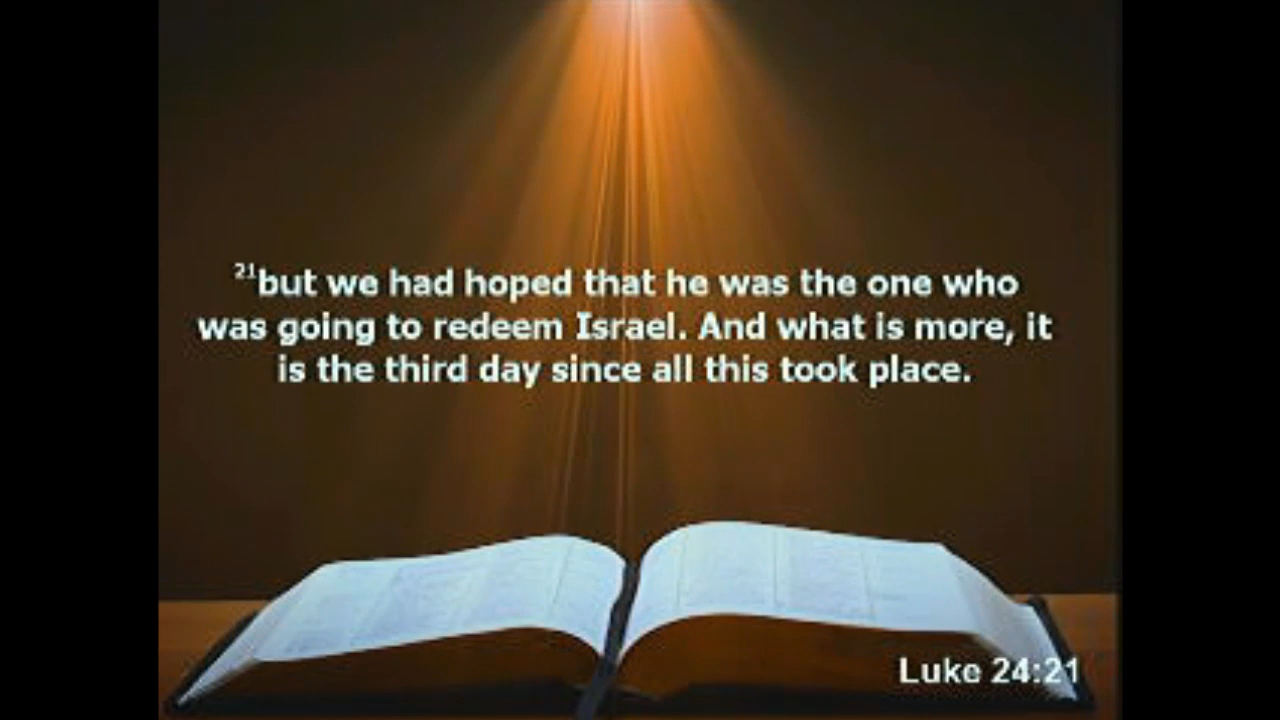 ²¹but we had hoped that he was the one who
was going to redeem Israel. And what is more, it
is the third day since all this took place.
Luke 24:21